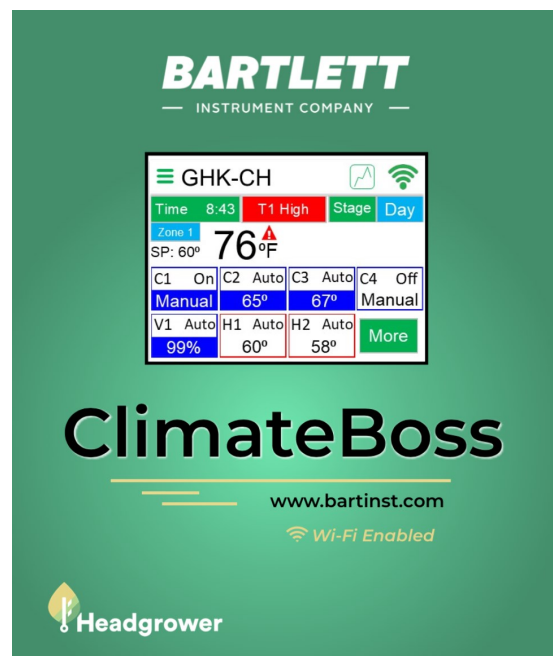 BARTLETT
INSTRUMENT COMPANY
GHK-CH
Time 8:43 T1 High Stage Day
Zone 1
SP: 60º 76ºF
C1 On C2 Auto C3 Auto C4 Off
Manual 65º 67º Manual
V1 Auto H1 Auto H2 Auto More
99% 60º 58º
ClimateBoss
www.bartinst.com
Wi-Fi Enabled
Headgrower